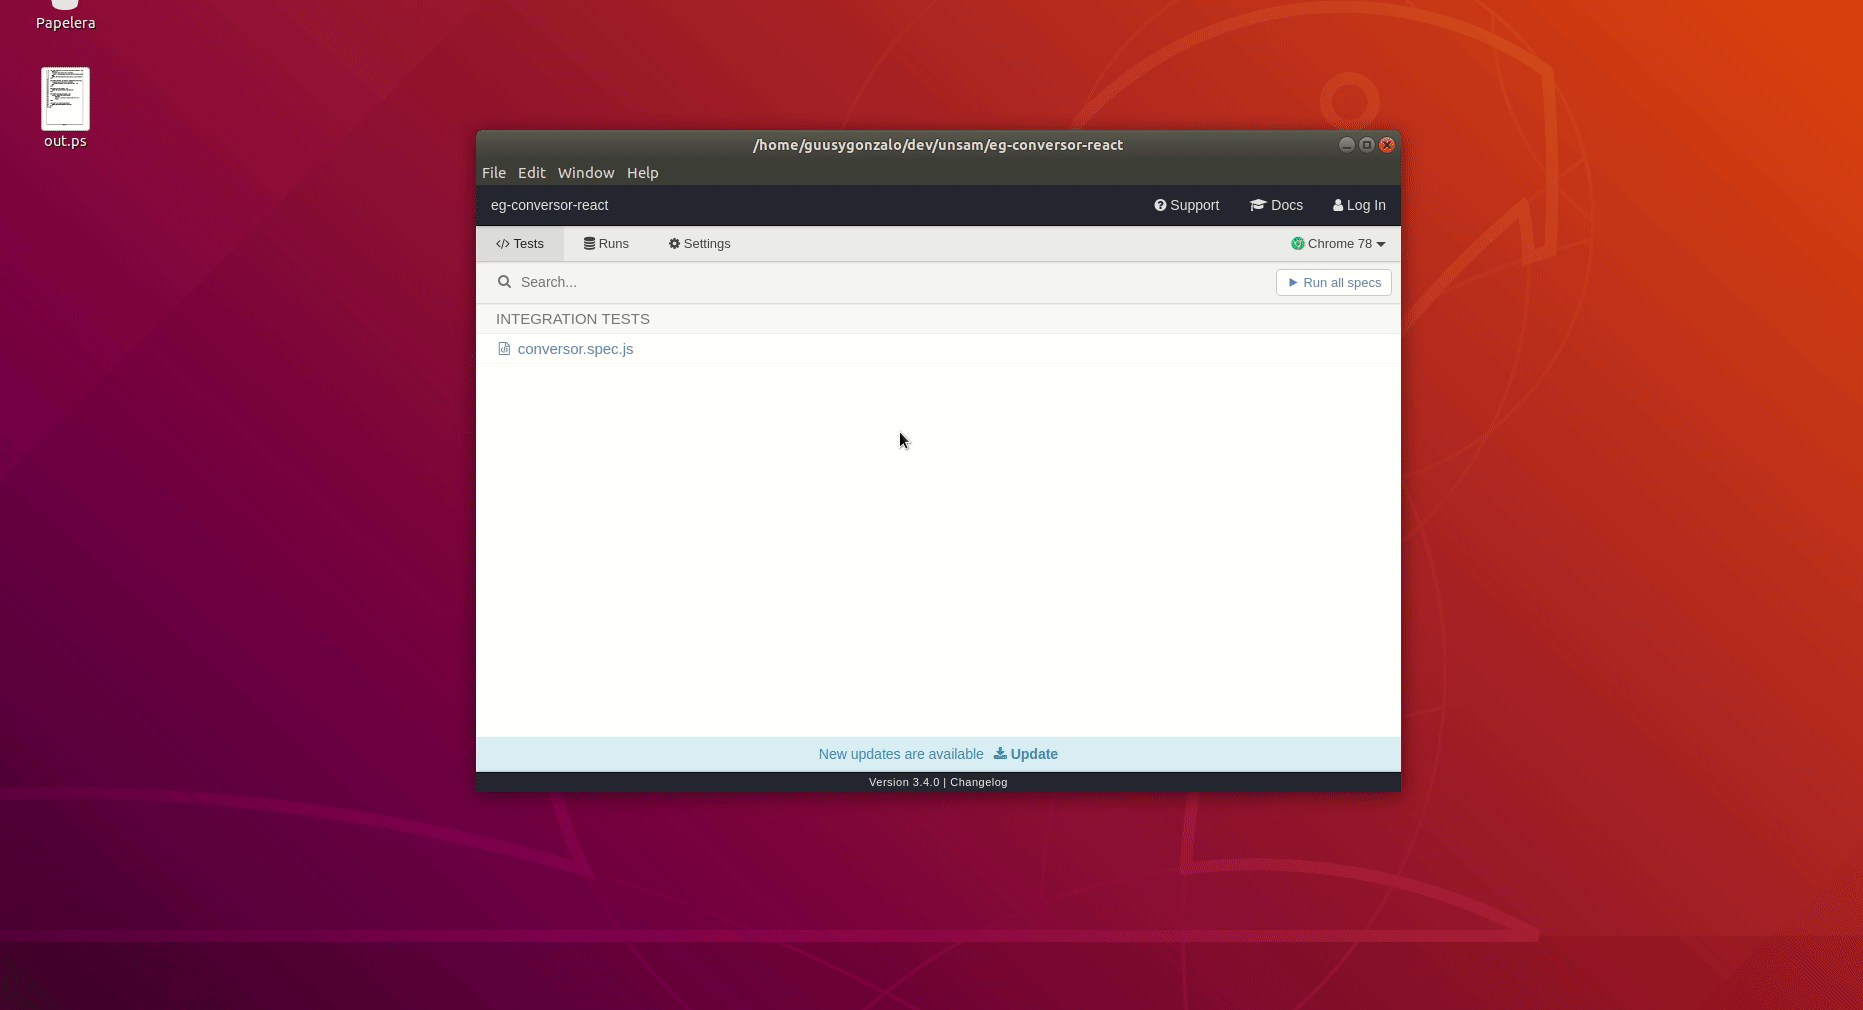 Papelera
out.ps
/home/guusygonzalo/dev/unsam/eg-conversor-react
File Edit Window Help
eg-conversor-react Support Docs Log In
Tests Runs Settings Chrome 78
Search... Run all specs
INTEGRATION TESTS
conversor.spec.js
New updates are available Update
Version 3.4.0 | Changelog